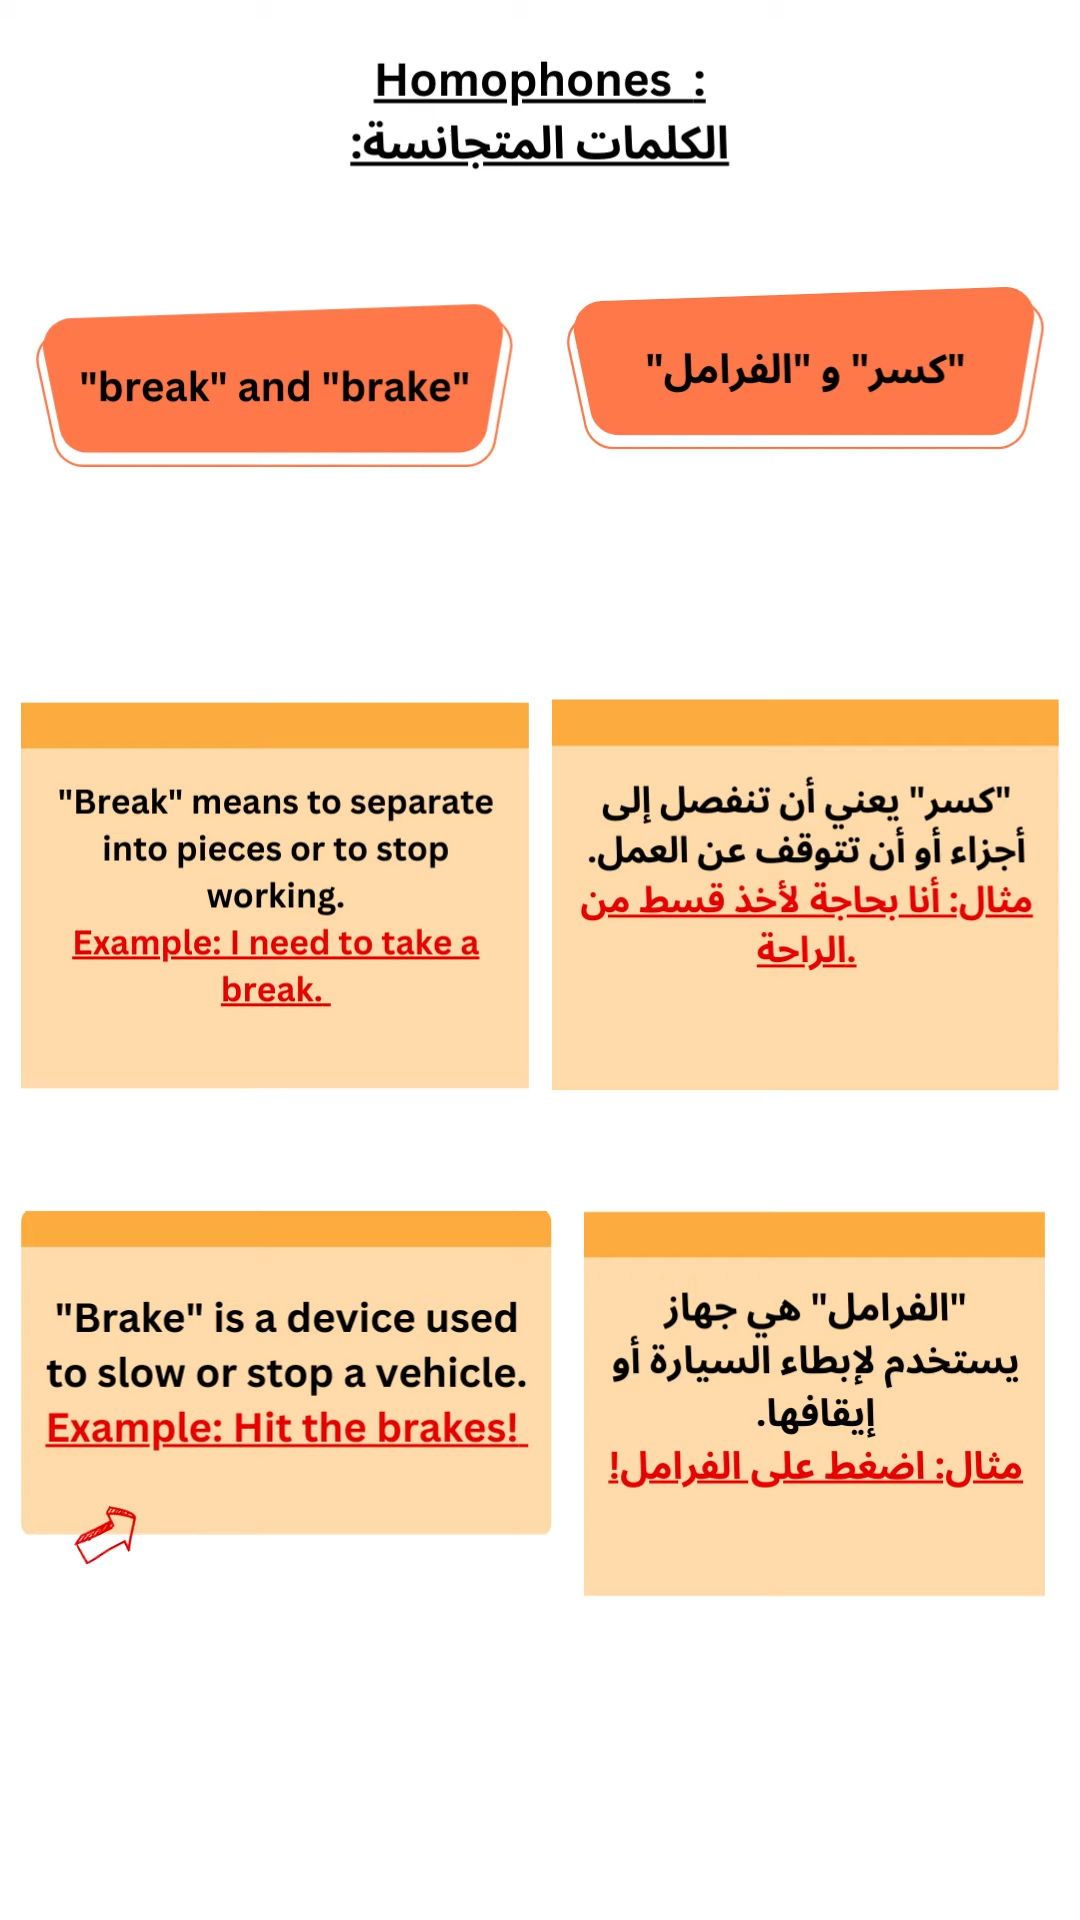 Homophones :
الكلمات المتجانسة:
"break" and "brake"
"كسر" و "الفرامل"
"Break" means to separate
into pieces or to stop
working.
Example: I need to take a
break.
"كسر" يعني أن تنفصل إلى
أجزاء أو أن تتوقف عن العمل.
مثال: أنا بحاجة لأخذ قسط من
الراحة.
"Brake" is a device used
to slow or stop a vehicle.
Example: Hit the brakes!
"الفرامل" هي جهاز
يستخدم لإبطاء السيارة أو
إيقافها.
مثال: اضغط على الفرامل!